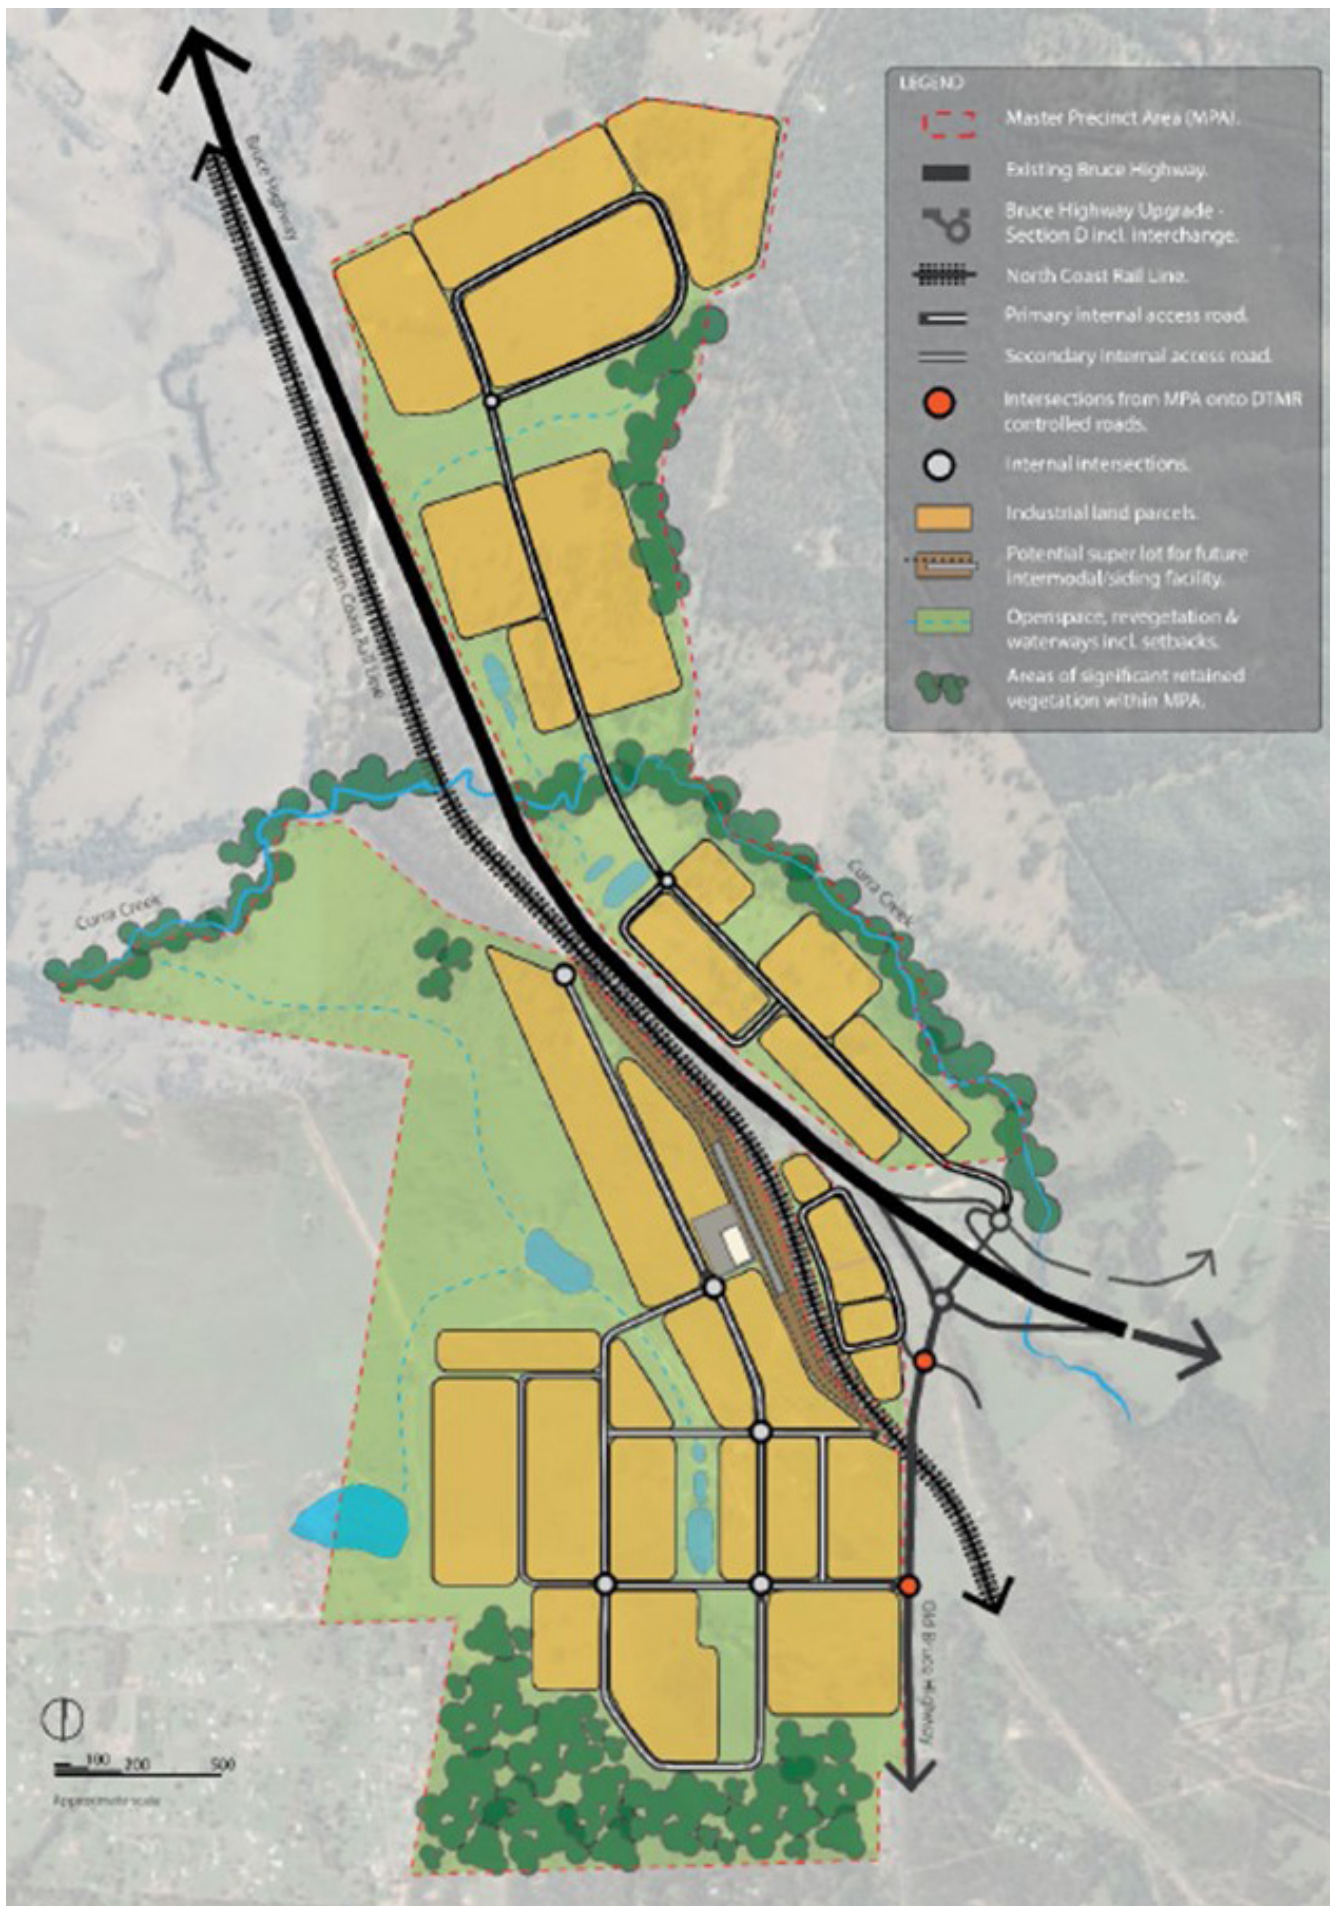 LEGEND
Master Precinct Area (MPA).
Existing Bruce Highway.
Bruce Highway Upgrade -
Section D incl. interchange.
North Coast Rail Line.
Primary internal access road.
Secondary internal access road.
Intersections from MPA onto DTMR
controlled roads.
Internal intersections.
Industrial land parcels.
Potential super lot for future
intermodal/siding facility.
Openspace, revegetation &
waterways incl. setbacks.
Areas of significant retained
vegetation within MPA.
Bruce Highway
North Coast Rail Line
Curra Creek
Curra Creek
Old Bruce Highway
100 200 500
Approximate scale